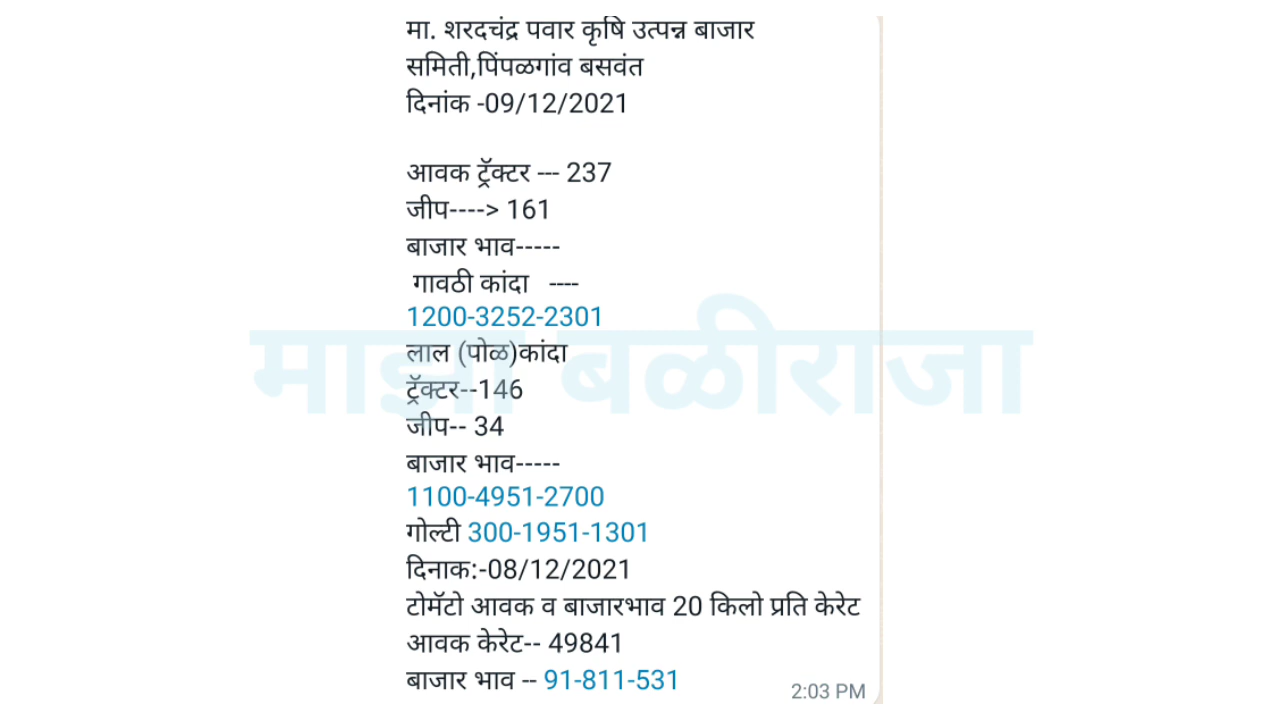 मा. शरदचंद्र पवार कृषि उत्पन्न बाजार
समिती,पिंपळगांव बसवंत
दिनांक -09/12/2021
आवक ट्रॅक्टर --- 237
जीप----> 161
बाजार भाव-----
गावठी कांदा ----
1200-3252-2301
लाल (पोळ)कांदा
ट्रॅक्टर--146
जीप-- 34
बाजार भाव-----
1100-4951-2700
गोल्टी 300-1951-1301
दिनाक:-08/12/2021
टोमॅटो आवक व बाजारभाव 20 किलो प्रति केरेट
आवक केरेट-- 49841
बाजार भाव -- 91-811-531
2:03 PM
माझा बळीराजा